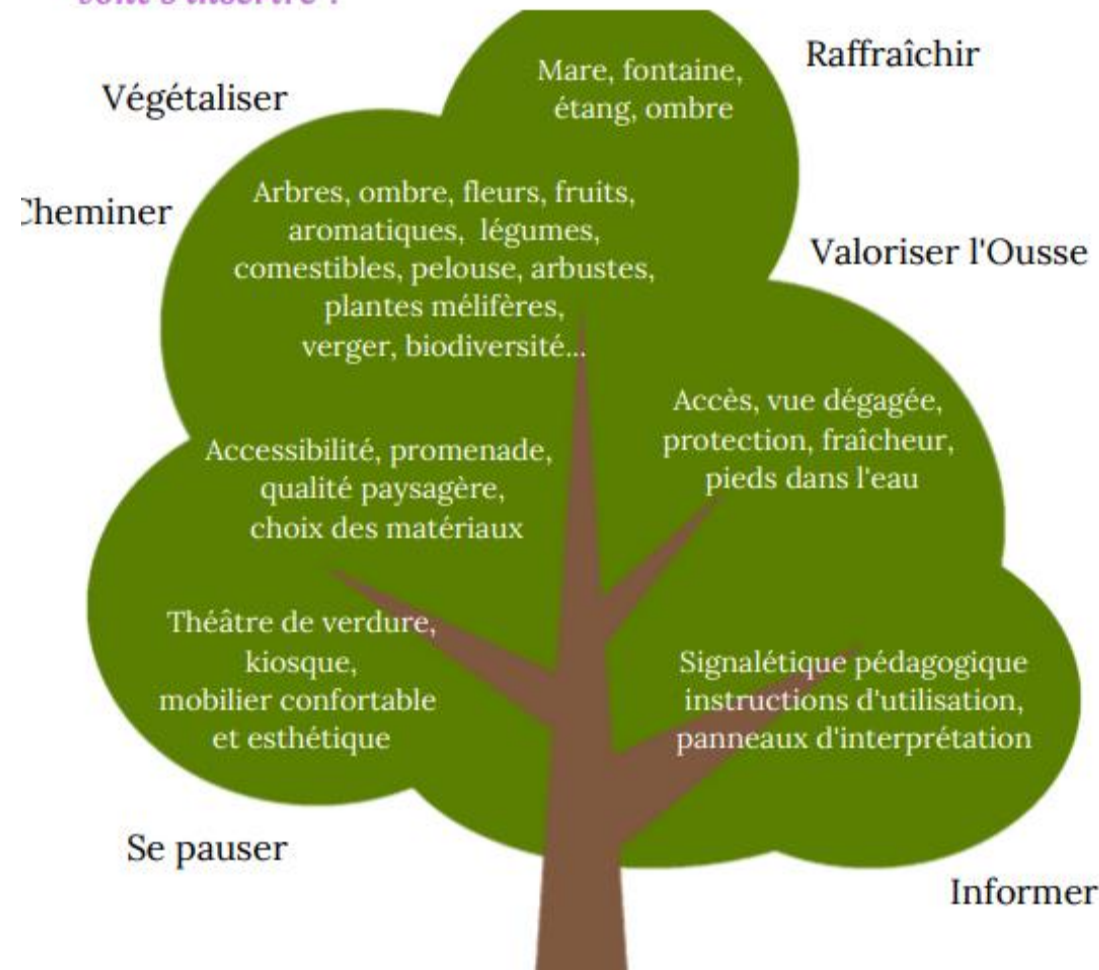 Raffraîchir
Mare, fontaine,
étang, ombre
Végétaliser
Arbres, ombre, fleurs, fruits,
aromatiques, légumes,
comestibles, pelouse, arbustes,
plantes mélifères,
verger, biodiversité...
Cheminer
Valoriser l'Ousse
Accès, vue dégagée,
protection, fraîcheur,
pieds dans l'eau
Accessibilité, promenade,
qualité paysagère,
choix des matériaux
Théâtre de verdure,
kiosque,
mobilier confortable
et esthétique
Signalétique pédagogique
instructions d'utilisation,
panneaux d'interprétation
Se pauser
Informer